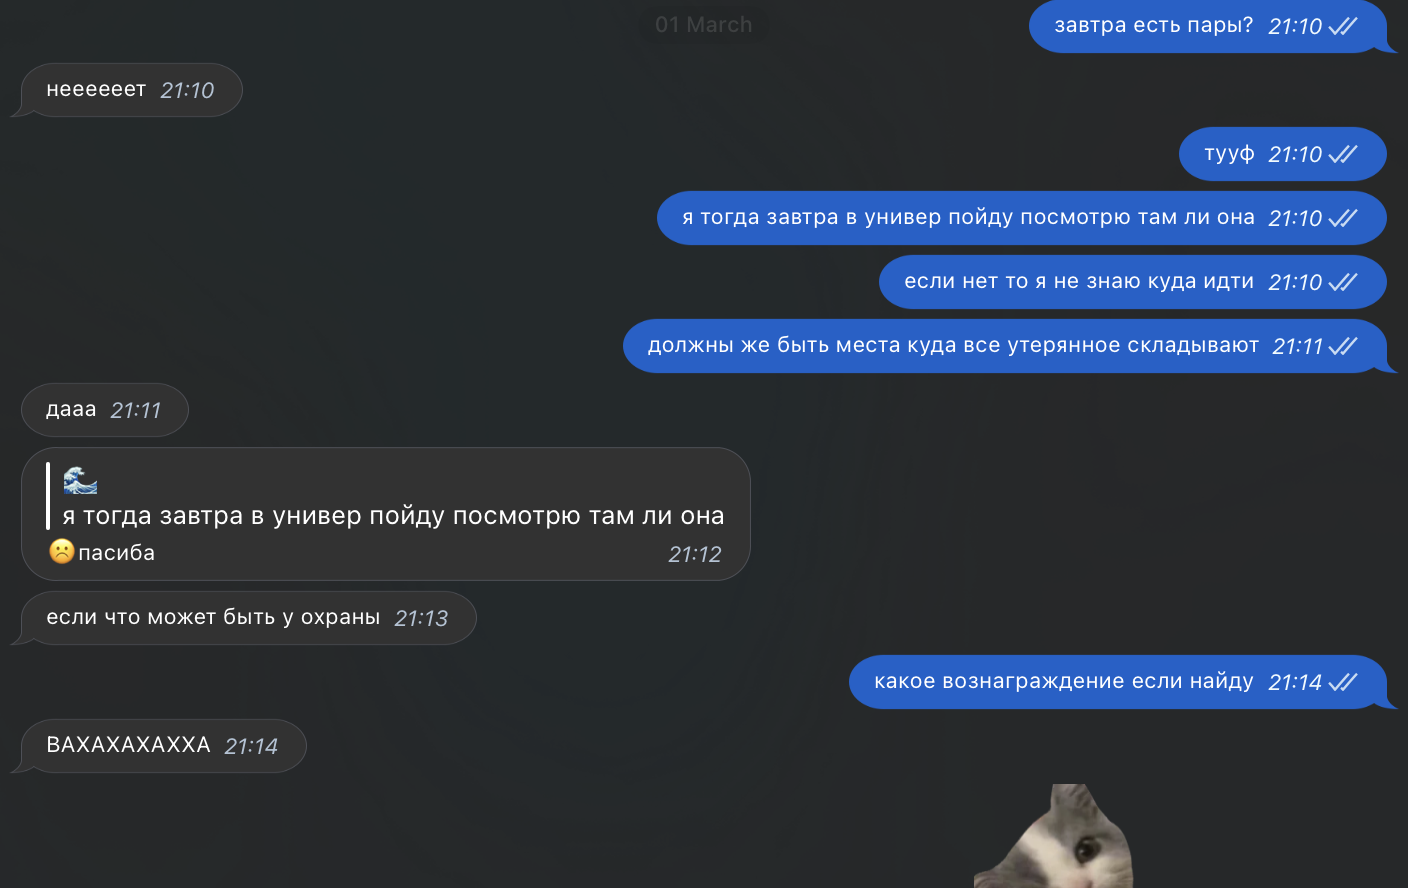 01 March
завтра есть пары? 21:10
неееееет 21:10
тууф 21:10
я тогда завтра в универ пойду посмотрю там ли она 21:10
если нет то я не знаю куда идти 21:10
должны же быть места куда все утерянное складывают 21:11
дааа 21:11
🌊
я тогда завтра в универ пойду посмотрю там ли она
☹️пасиба 21:12
если что может быть у охраны 21:13
какое вознаграждение если найду 21:14
ВАХАХАХАХХА 21:14